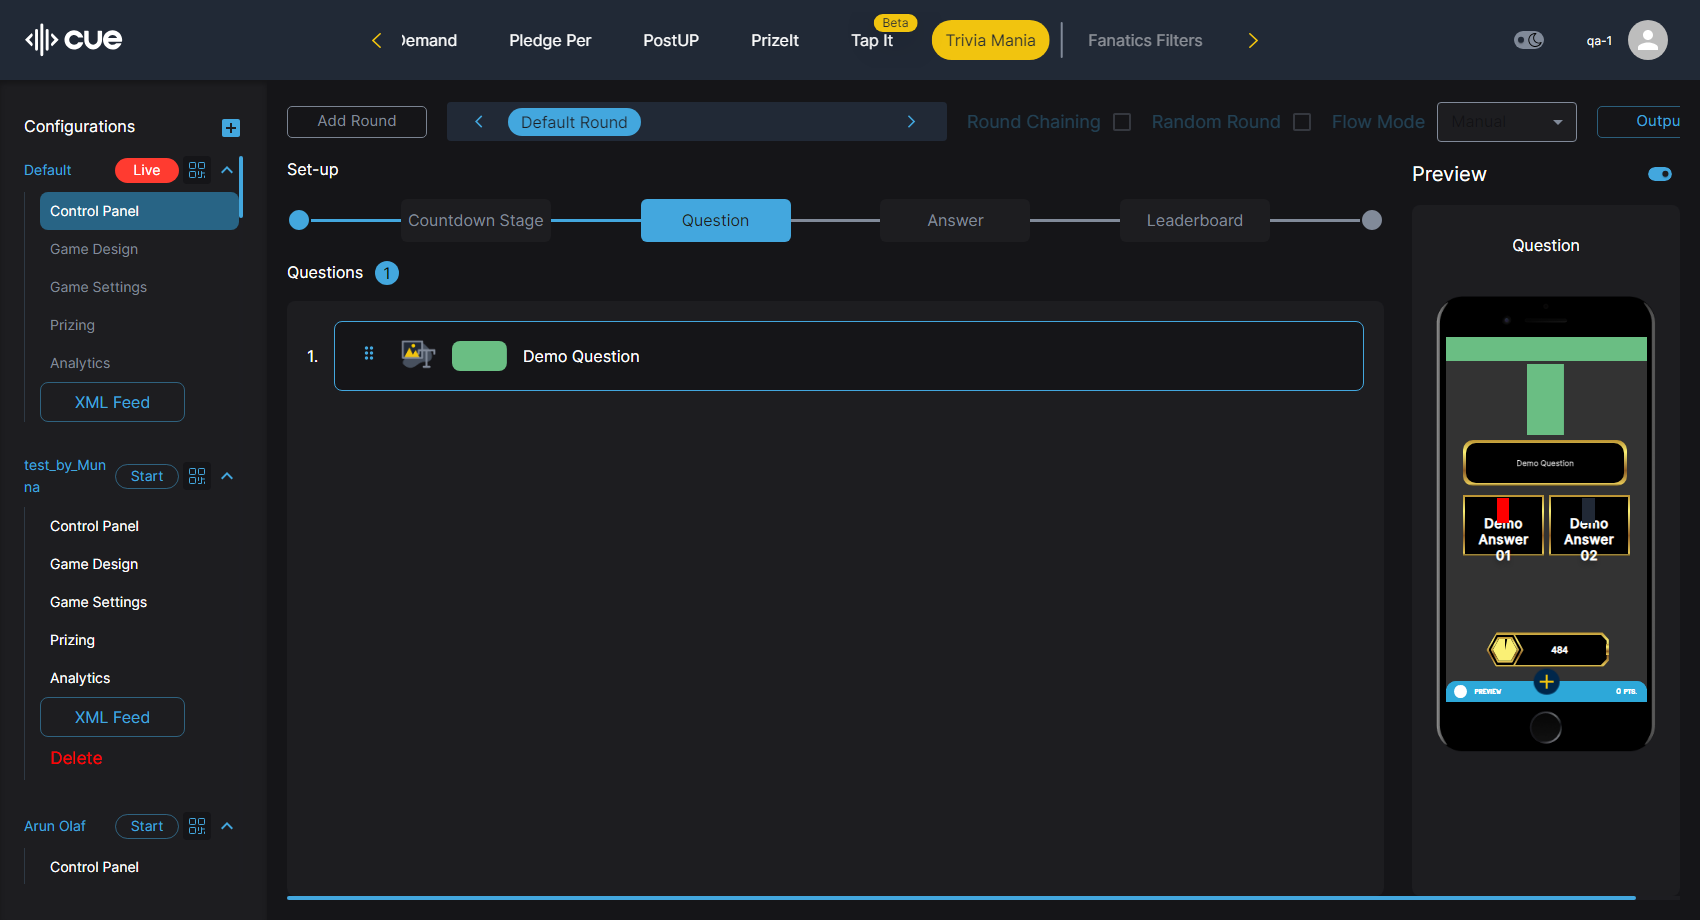 cue
Demand
Pledge Per
PostUP
PrizeIt
Tap It
Beta
Trivia Mania
Fanatics Filters
qa-1
Configurations
Default
Live
Control Panel
Game Design
Game Settings
Prizing
Analytics
XML Feed
test_by_Mun
na
Start
Control Panel
Game Design
Game Settings
Prizing
Analytics
XML Feed
Delete
Arun Olaf
Start
Control Panel
Add Round
Default Round
Round Chaining
Random Round
Flow Mode
Manual
Outpu
Set-up
Countdown Stage
Question
Answer
Leaderboard
Questions 1
1.
Demo Question
Preview
Question
Demo Question
Demo
Answer
01
Demo
Answer
02
484
PREVIEW
0 PTS.